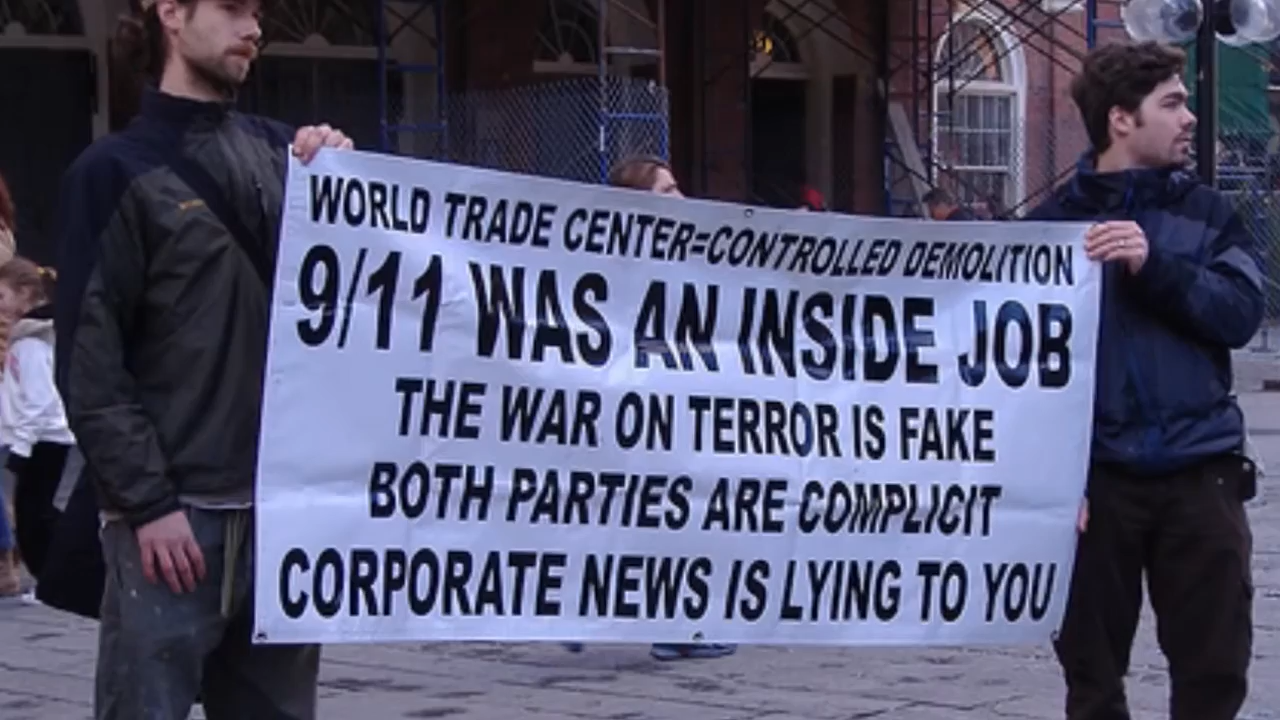 WORLD TRADE CENTER=CONTROLLED DEMOLITION
9/11 WAS AN INSIDE JOB
THE WAR ON TERROR IS FAKE
BOTH PARTIES ARE COMPLICIT
CORPORATE NEWS IS LYING TO YOU